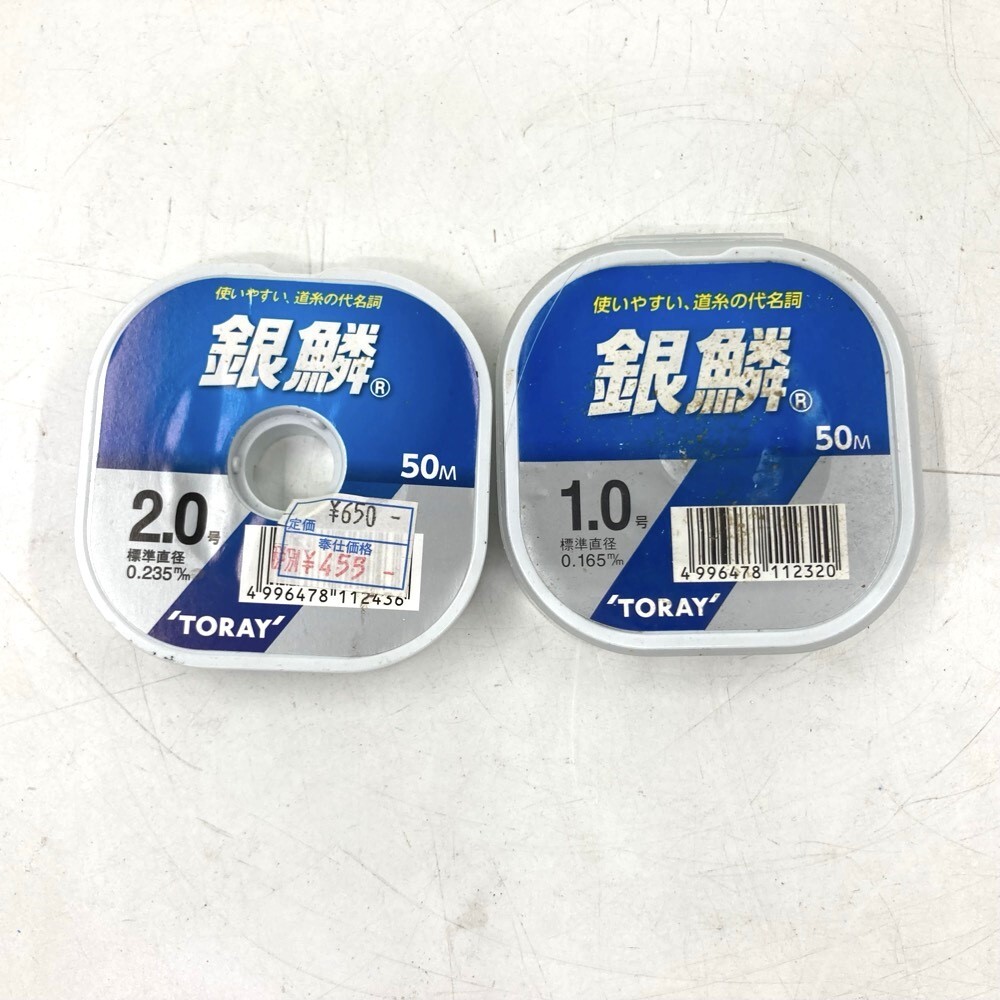 使いやすい、道糸の代名詞
銀鱗®
50M
2.0号
標準直径
0.235m/m
定価 ¥650-
奉仕価格
4 996478 112436
'TORAY'
使いやすい、道糸の代名詞
銀鱗®
50M
1.0号
標準直径
0.165m/m
4 996478 112320
'TORAY'